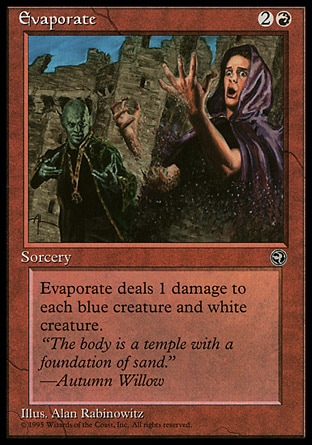 Evaporate 2
Sorcery
Evaporate deals 1 damage to
each blue creature and white
creature.
“The body is a temple with a
foundation of sand.”
—Autumn Willow
Illus. Alan Rabinowitz
© 1995 Wizards of the Coast, Inc. All rights reserved.